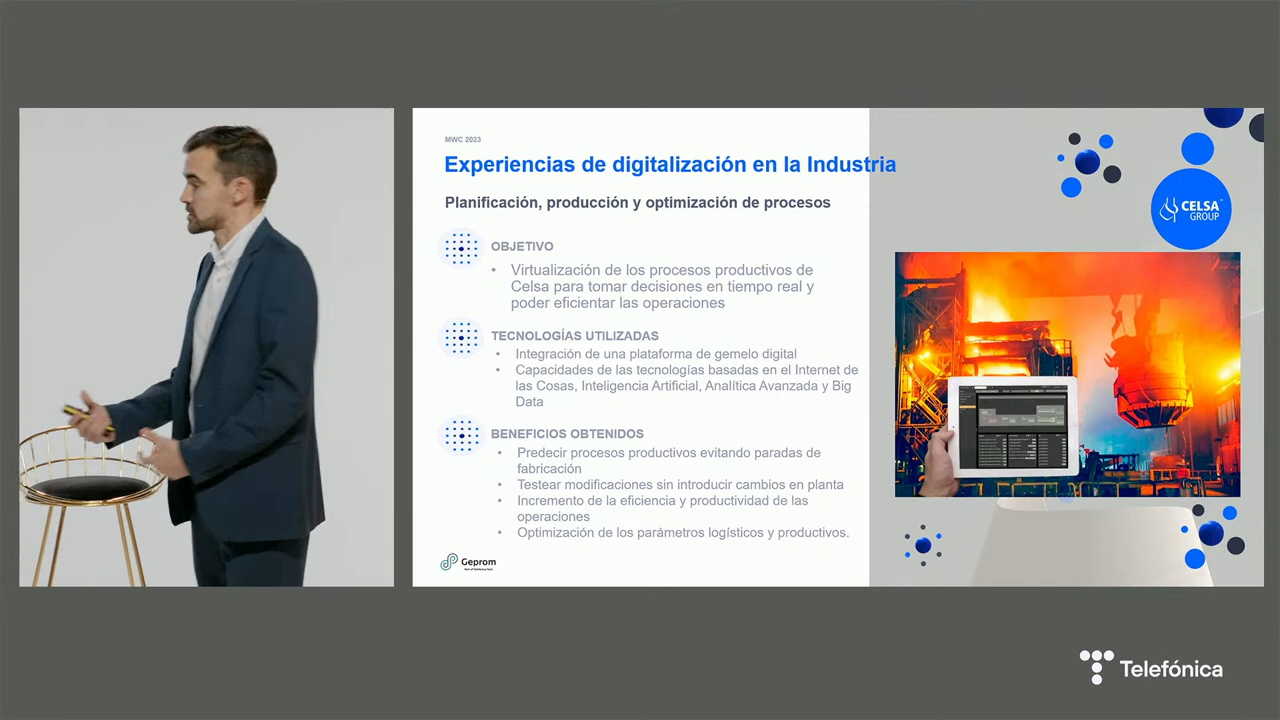 MWC 2023
Experiencias de digitalización en la Industria
Planificación, producción y optimización de procesos
OBJETIVO
• Virtualización de los procesos productivos de
Celsa para tomar decisiones en tiempo real y
poder eficientar las operaciones
TECNOLOGÍAS UTILIZADAS
• Integración de una plataforma de gemelo digital
• Capacidades de las tecnologías basadas en el Internet de
las Cosas, Inteligencia Artificial, Analítica Avanzada y Big
Data
BENEFICIOS OBTENIDOS
• Predecir procesos productivos evitando paradas de
fabricación
• Testear modificaciones sin introducir cambios en planta
• Incremento de la eficiencia y productividad de las
operaciones
• Optimización de los parámetros logísticos y productivos.
Geprom
CELSA™
GROUP
Telefónica